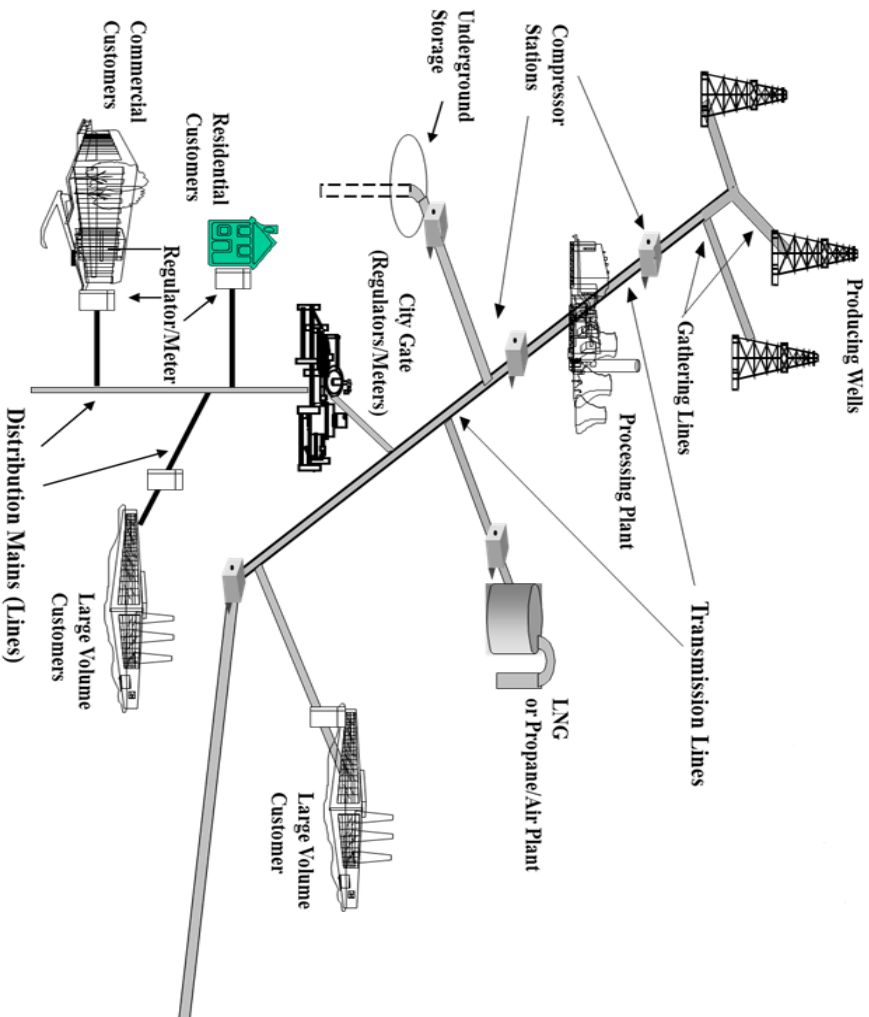 Producing Wells
Gathering Lines
Transmission Lines
Compressor
Stations
Processing Plant
Underground
Storage
LNG
or Propane/Air Plant
City Gate
(Regulators/Meters)
Large Volume
Customer
Residential
Customers
Regulator/Meter
Commercial
Customers
Large Volume
Customers
Distribution Mains (Lines)